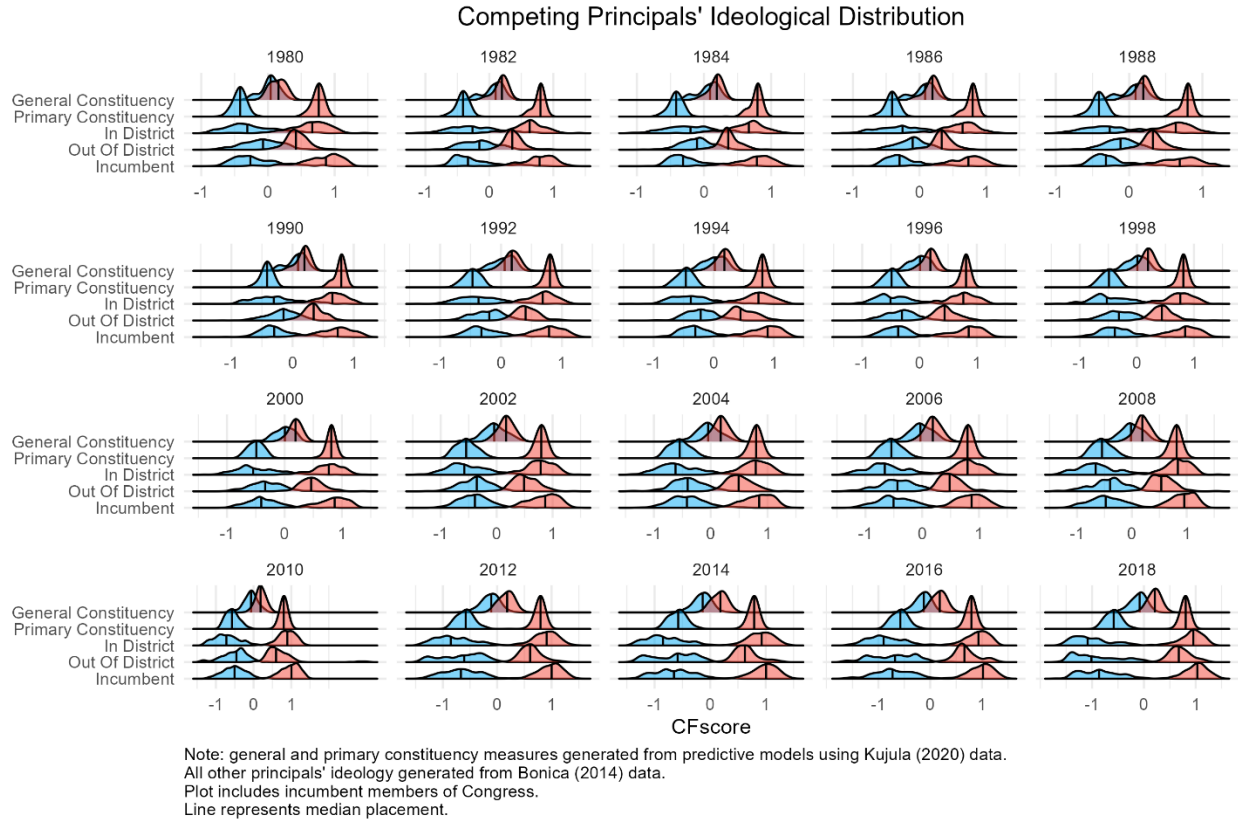 Competing Principals' Ideological Distribution
1980 1982 1984 1986 1988
General Constituency
Primary Constituency
In District
Out Of District
Incumbent
-1 0 1 -1 0 1 -1 0 1 -1 0 1 -1 0 1
1990 1992 1994 1996 1998
General Constituency
Primary Constituency
In District
Out Of District
Incumbent
-1 0 1 -1 0 1 -1 0 1 -1 0 1 -1 0 1
2000 2002 2004 2006 2008
General Constituency
Primary Constituency
In District
Out Of District
Incumbent
-1 0 1 -1 0 1 -1 0 1 -1 0 1 -1 0 1
2010 2012 2014 2016 2018
General Constituency
Primary Constituency
In District
Out Of District
Incumbent
-1 0 1 -1 0 1 -1 0 1 -1 0 1 -1 0 1
CFscore
Note: general and primary constituency measures generated from predictive models using Kujula (2020) data.
All other principals' ideology generated from Bonica (2014) data.
Plot includes incumbent members of Congress.
Line represents median placement.